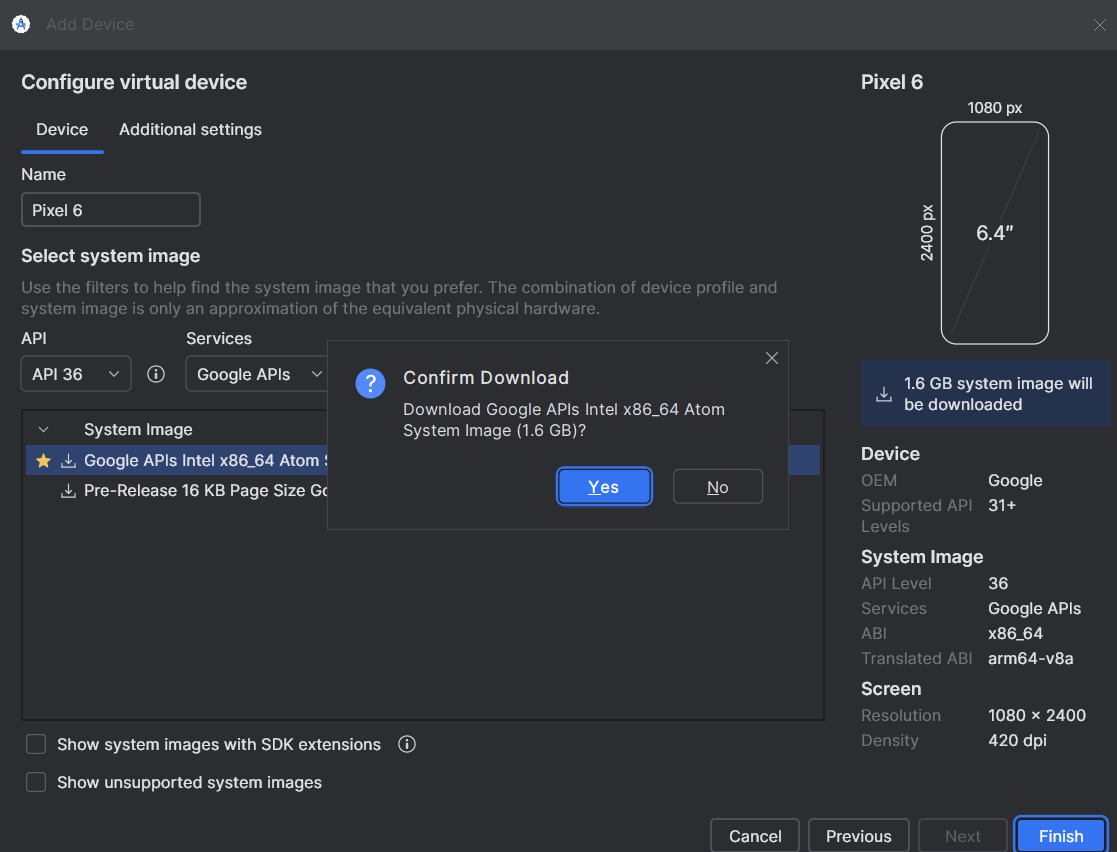 Add Device
Configure virtual device
Device
Additional settings
Name
Pixel 6
Select system image
Use the filters to help find the system image that you prefer. The combination of device profile and
system image is only an approximation of the equivalent physical hardware.
API
Services
API 36
Google APIs
System Image
Google APIs Intel x86_64 Atom
Pre-Release 16 KB Page Size
Confirm Download
Download Google APIs Intel x86_64 Atom
System Image (1.6 GB)?
Yes
No
Show system images with SDK extensions
Show unsupported system images
Pixel 6
1080 px
2400 px
6.4″
1.6 GB system image will
be downloaded
Device
OEM Google
Supported API 31+
Levels
System Image
API Level 36
Services Google APIs
ABI x86_64
Translated ABI arm64-v8a
Screen
Resolution 1080 × 2400
Density 420 dpi
Cancel
Previous
Next
Finish